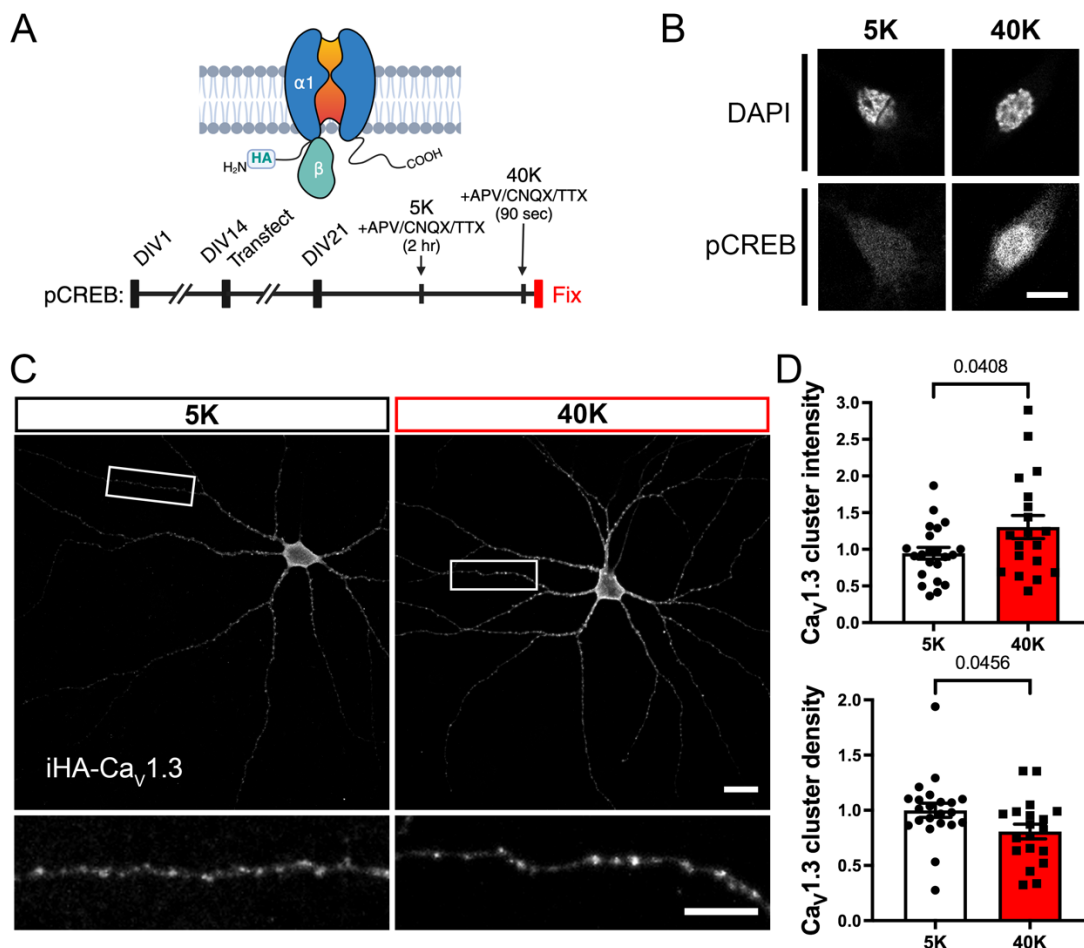 A
α1
H₂N
HA
β
COOH
DIV1
DIV14
Transfect
DIV21
5K
+APV/CNQX/TTX
(2 hr)
40K
+APV/CNQX/TTX
(90 sec)
pCREB:
Fix
B
5K 40K
DAPI
pCREB
C
5K 40K
iHA-CaV1.3
D
0.0408
CaV1.3 cluster intensity
3.0
2.5
2.0
1.5
1.0
0.5
0.0
5K 40K
0.0456
CaV1.3 cluster density
2.0
1.5
1.0
0.5
0.0
5K 40K